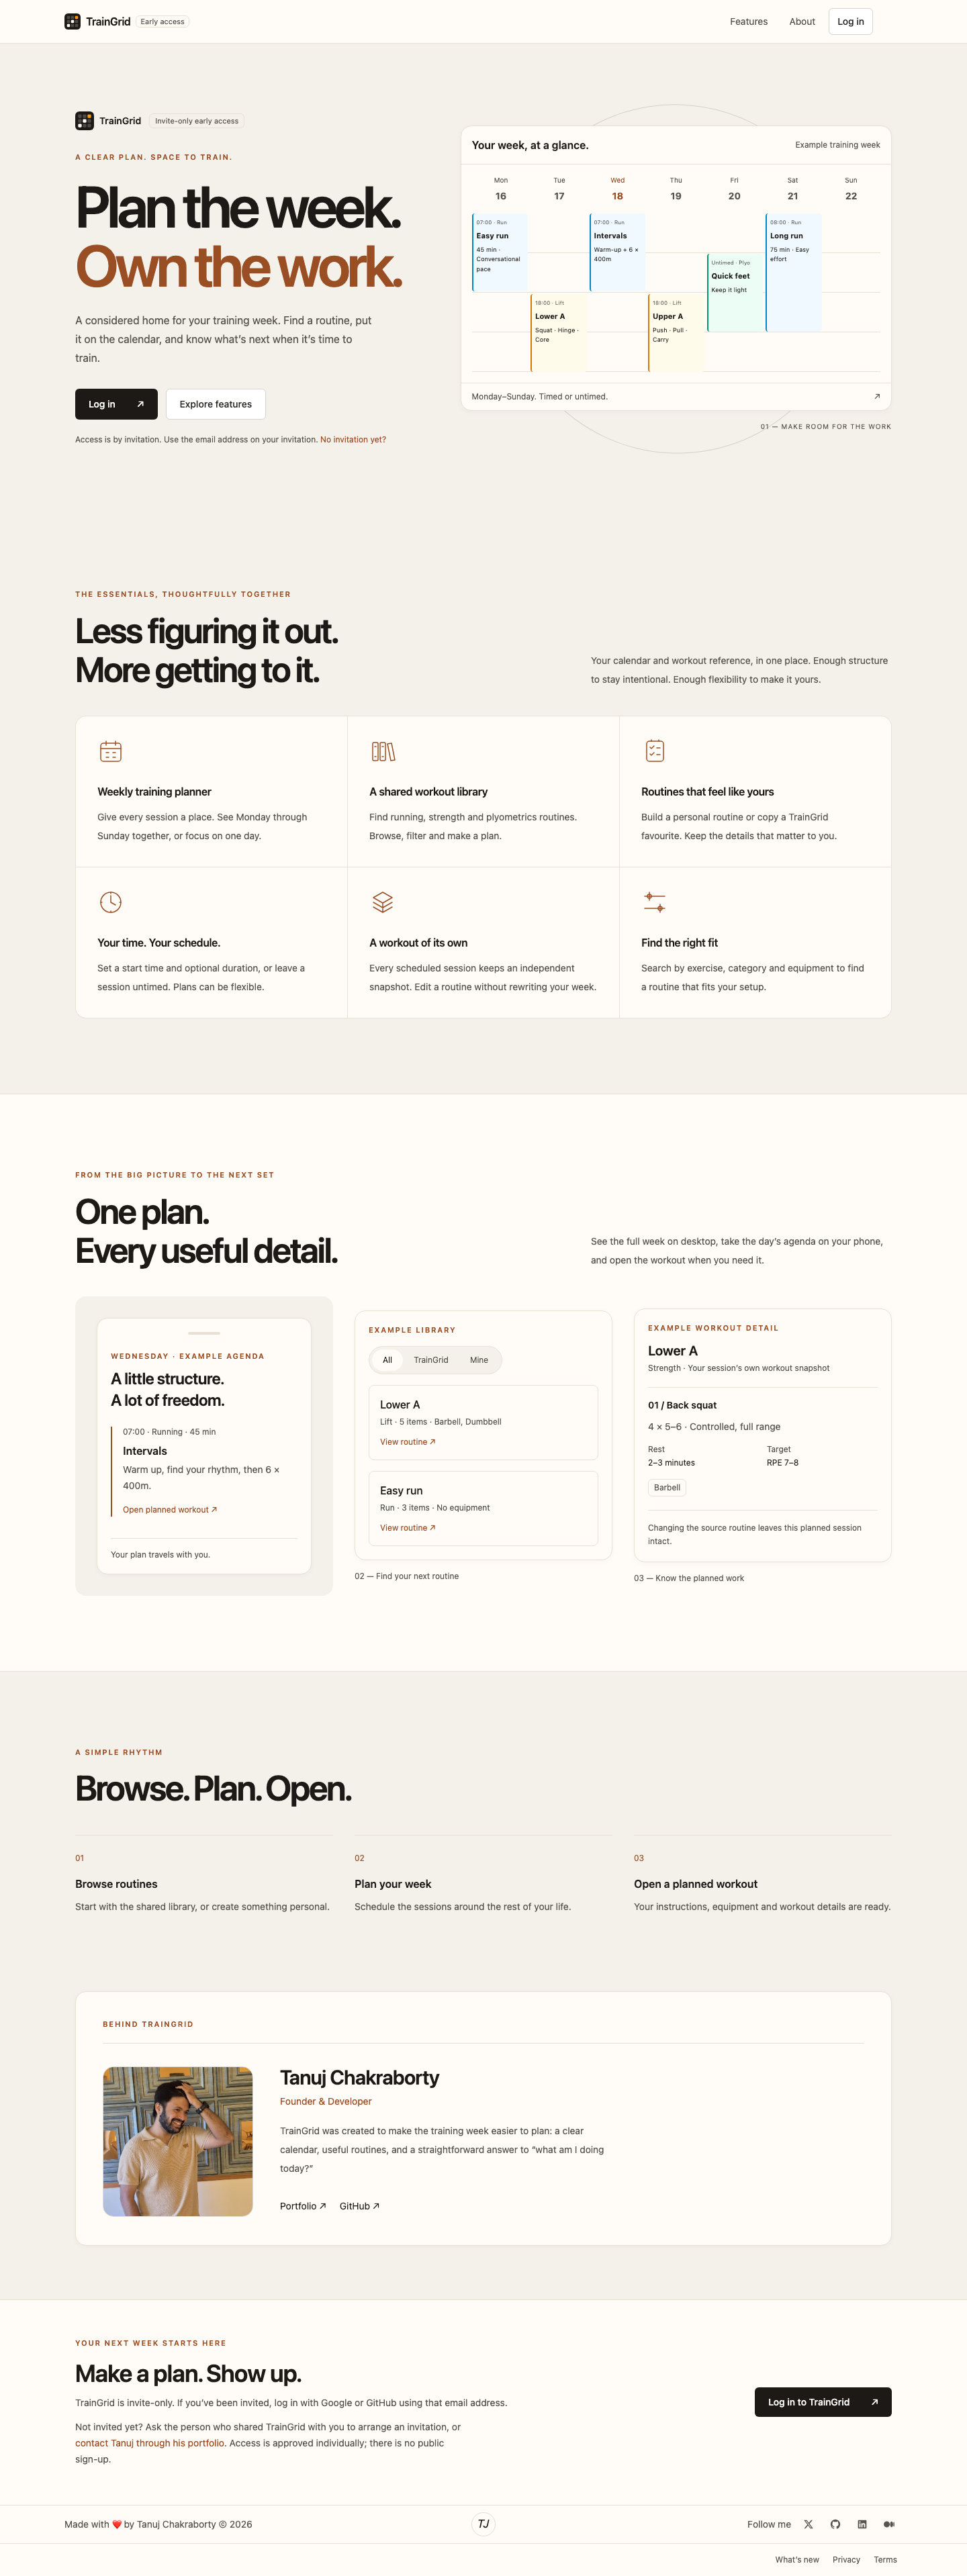 TrainGrid Early access
Features About Log in
TrainGrid Invite-only early access
A CLEAR PLAN. SPACE TO TRAIN.
Plan the week.
Own the work.
A considered home for your training week. Find a routine, put
it on the calendar, and know what's next when it's time to
train.
Log in ↗ Explore features
Access is by invitation. Use the email address on your invitation. No invitation yet?
Your week, at a glance. Example training week
Mon Tue Wed Thu Fri Sat Sun
16 17 18 19 20 21 22
07:00 · Run
Easy run
45 min ·
Conversational
pace
18:00 · Lift
Lower A
Squat · Hinge ·
Core
07:00 · Run
Intervals
Warm-up + 6 ×
400m
18:00 · Lift
Upper A
Push · Pull ·
Carry
Untimed · Plyo
Quick feet
Keep it light
08:00 · Run
Long run
75 min · Easy
effort
Monday–Sunday. Timed or untimed. ↗
01 — MAKE ROOM FOR THE WORK
THE ESSENTIALS, THOUGHTFULLY TOGETHER
Less figuring it out.
More getting to it.
Your calendar and workout reference, in one place. Enough structure
to stay intentional. Enough flexibility to make it yours.
Weekly training planner
Give every session a place. See Monday through
Sunday together, or focus on one day.
A shared workout library
Find running, strength and plyometrics routines.
Browse, filter and make a plan.
Routines that feel like yours
Build a personal routine or copy a TrainGrid
favourite. Keep the details that matter to you.
Your time. Your schedule.
Set a start time and optional duration, or leave a
session untimed. Plans can be flexible.
A workout of its own
Every scheduled session keeps an independent
snapshot. Edit a routine without rewriting your week.
Find the right fit
Search by exercise, category and equipment to find
a routine that fits your setup.
FROM THE BIG PICTURE TO THE NEXT SET
One plan.
Every useful detail.
See the full week on desktop, take the day's agenda on your phone,
and open the workout when you need it.
WEDNESDAY · EXAMPLE AGENDA
A little structure.
A lot of freedom.
07:00 · Running · 45 min
Intervals
Warm up, find your rhythm, then 6 ×
400m.
Open planned workout ↗
Your plan travels with you.
EXAMPLE LIBRARY
All TrainGrid Mine
Lower A
Lift · 5 items · Barbell, Dumbbell
View routine ↗
Easy run
Run · 3 items · No equipment
View routine ↗
02 — Find your next routine
EXAMPLE WORKOUT DETAIL
Lower A
Strength · Your session's own workout snapshot
01 / Back squat
4 × 5–6 · Controlled, full range
Rest Target
2–3 minutes RPE 7–8
Barbell
Changing the source routine leaves this planned session
intact.
03 — Know the planned work
A SIMPLE RHYTHM
Browse. Plan. Open.
01
Browse routines
Start with the shared library, or create something personal.
02
Plan your week
Schedule the sessions around the rest of your life.
03
Open a planned workout
Your instructions, equipment and workout details are ready.
BEHIND TRAINGRID
Tanuj Chakraborty
Founder & Developer
TrainGrid was created to make the training week easier to plan: a clear
calendar, useful routines, and a straightforward answer to “what am I doing
today?”
Portfolio ↗ GitHub ↗
YOUR NEXT WEEK STARTS HERE
Make a plan. Show up.
TrainGrid is invite-only. If you've been invited, log in with Google or GitHub using that email address.
Not invited yet? Ask the person who shared TrainGrid with you to arrange an invitation, or
contact Tanuj through his portfolio. Access is approved individually; there is no public
sign-up.
Log in to TrainGrid ↗
Made with ❤️ by Tanuj Chakraborty © 2026
TJ
Follow me
What's new Privacy Terms